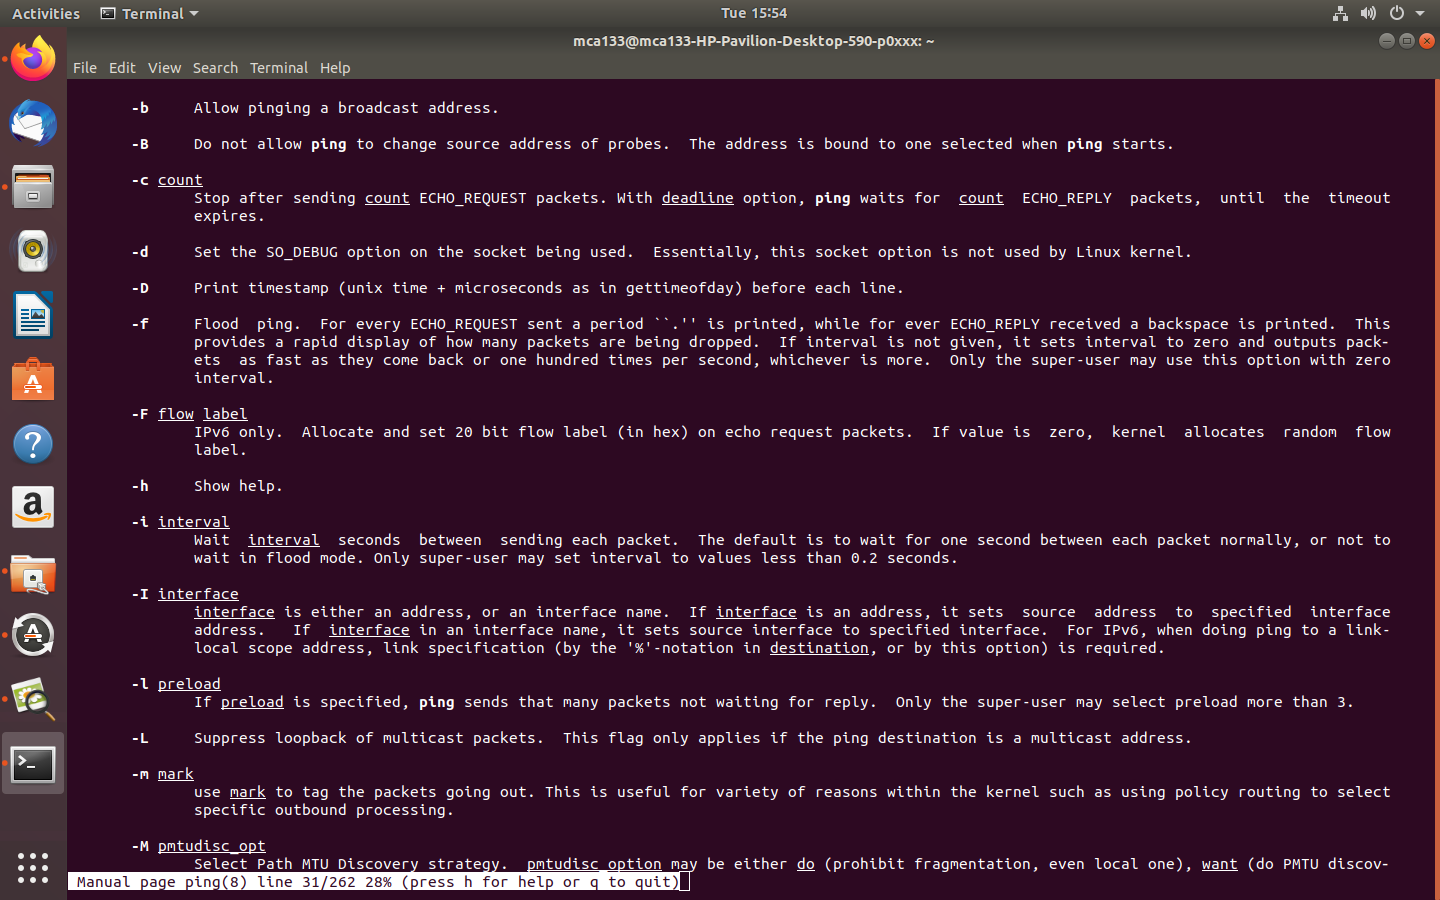 Activities Terminal Tue 15:54
mca133@mca133-HP-Pavilion-Desktop-590-p0xxx: ~
File Edit View Search Terminal Help
-b Allow pinging a broadcast address.
-B Do not allow ping to change source address of probes. The address is bound to one selected when ping starts.
-c count
Stop after sending count ECHO_REQUEST packets. With deadline option, ping waits for count ECHO_REPLY packets, until the timeout
expires.
-d Set the SO_DEBUG option on the socket being used. Essentially, this socket option is not used by Linux kernel.
-D Print timestamp (unix time + microseconds as in gettimeofday) before each line.
-f Flood ping. For every ECHO_REQUEST sent a period ``.'' is printed, while for ever ECHO_REPLY received a backspace is printed. This
provides a rapid display of how many packets are being dropped. If interval is not given, it sets interval to zero and outputs pack-
ets as fast as they come back or one hundred times per second, whichever is more. Only the super-user may use this option with zero
interval.
-F flow label
IPv6 only. Allocate and set 20 bit flow label (in hex) on echo request packets. If value is zero, kernel allocates random flow
label.
-h Show help.
-i interval
Wait interval seconds between sending each packet. The default is to wait for one second between each packet normally, or not to
wait in flood mode. Only super-user may set interval to values less than 0.2 seconds.
-I interface
interface is either an address, or an interface name. If interface is an address, it sets source address to specified interface
address. If interface in an interface name, it sets source interface to specified interface. For IPv6, when doing ping to a link-
local scope address, link specification (by the '%'-notation in destination, or by this option) is required.
-l preload
If preload is specified, ping sends that many packets not waiting for reply. Only the super-user may select preload more than 3.
-L Suppress loopback of multicast packets. This flag only applies if the ping destination is a multicast address.
-m mark
use mark to tag the packets going out. This is useful for variety of reasons within the kernel such as using policy routing to select
specific outbound processing.
-M pmtudisc_opt
Select Path MTU Discovery strategy. pmtudisc_option may be either do (prohibit fragmentation, even local one), want (do PMTU discov-
Manual page ping(8) line 31/262 28% (press h for help or q to quit)